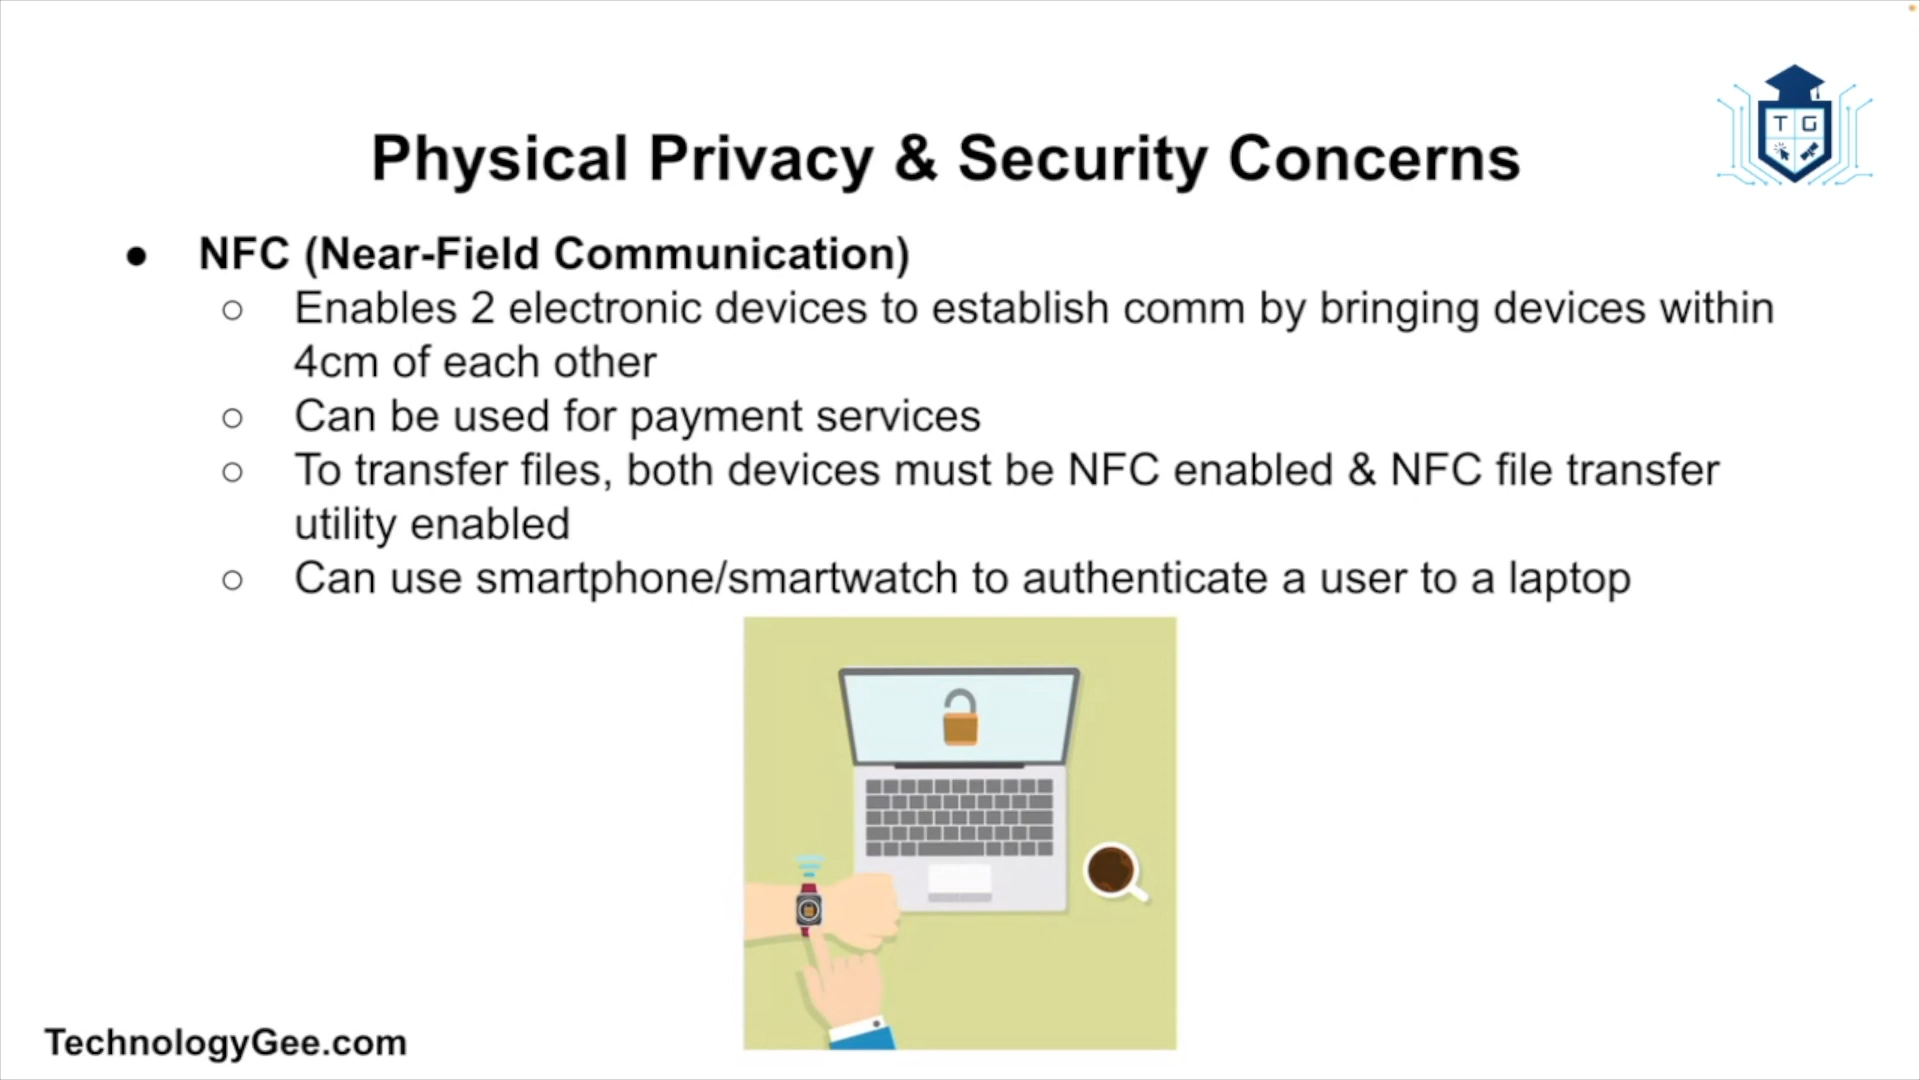 T G
Physical Privacy & Security Concerns
● NFC (Near-Field Communication)
○ Enables 2 electronic devices to establish comm by bringing devices within
4cm of each other
○ Can be used for payment services
○ To transfer files, both devices must be NFC enabled & NFC file transfer
utility enabled
○ Can use smartphone/smartwatch to authenticate a user to a laptop
TechnologyGee.com